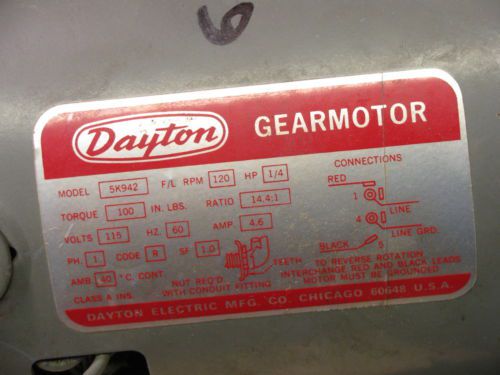 6
Dayton GEARMOTOR
MODEL 5K942 F/L RPM 120 HP 1/4
TORQUE 100 IN. LBS. RATIO 14.4:1
VOLTS 115 HZ. 60 AMP. 4.6
PH. 1 CODE R SF 1.0
AMB. 40 °C. CONT.
CLASS A INS.
NOT REQ'D TEETH
WITH CONDUIT FITTING
CONNECTIONS
RED
1
LINE
4
LINE GRD.
BLACK 5
TO REVERSE ROTATION
INTERCHANGE RED AND BLACK LEADS
MOTOR MUST BE GROUNDED
DAYTON ELECTRIC MFG. CO. CHICAGO 60648 U.S.A.